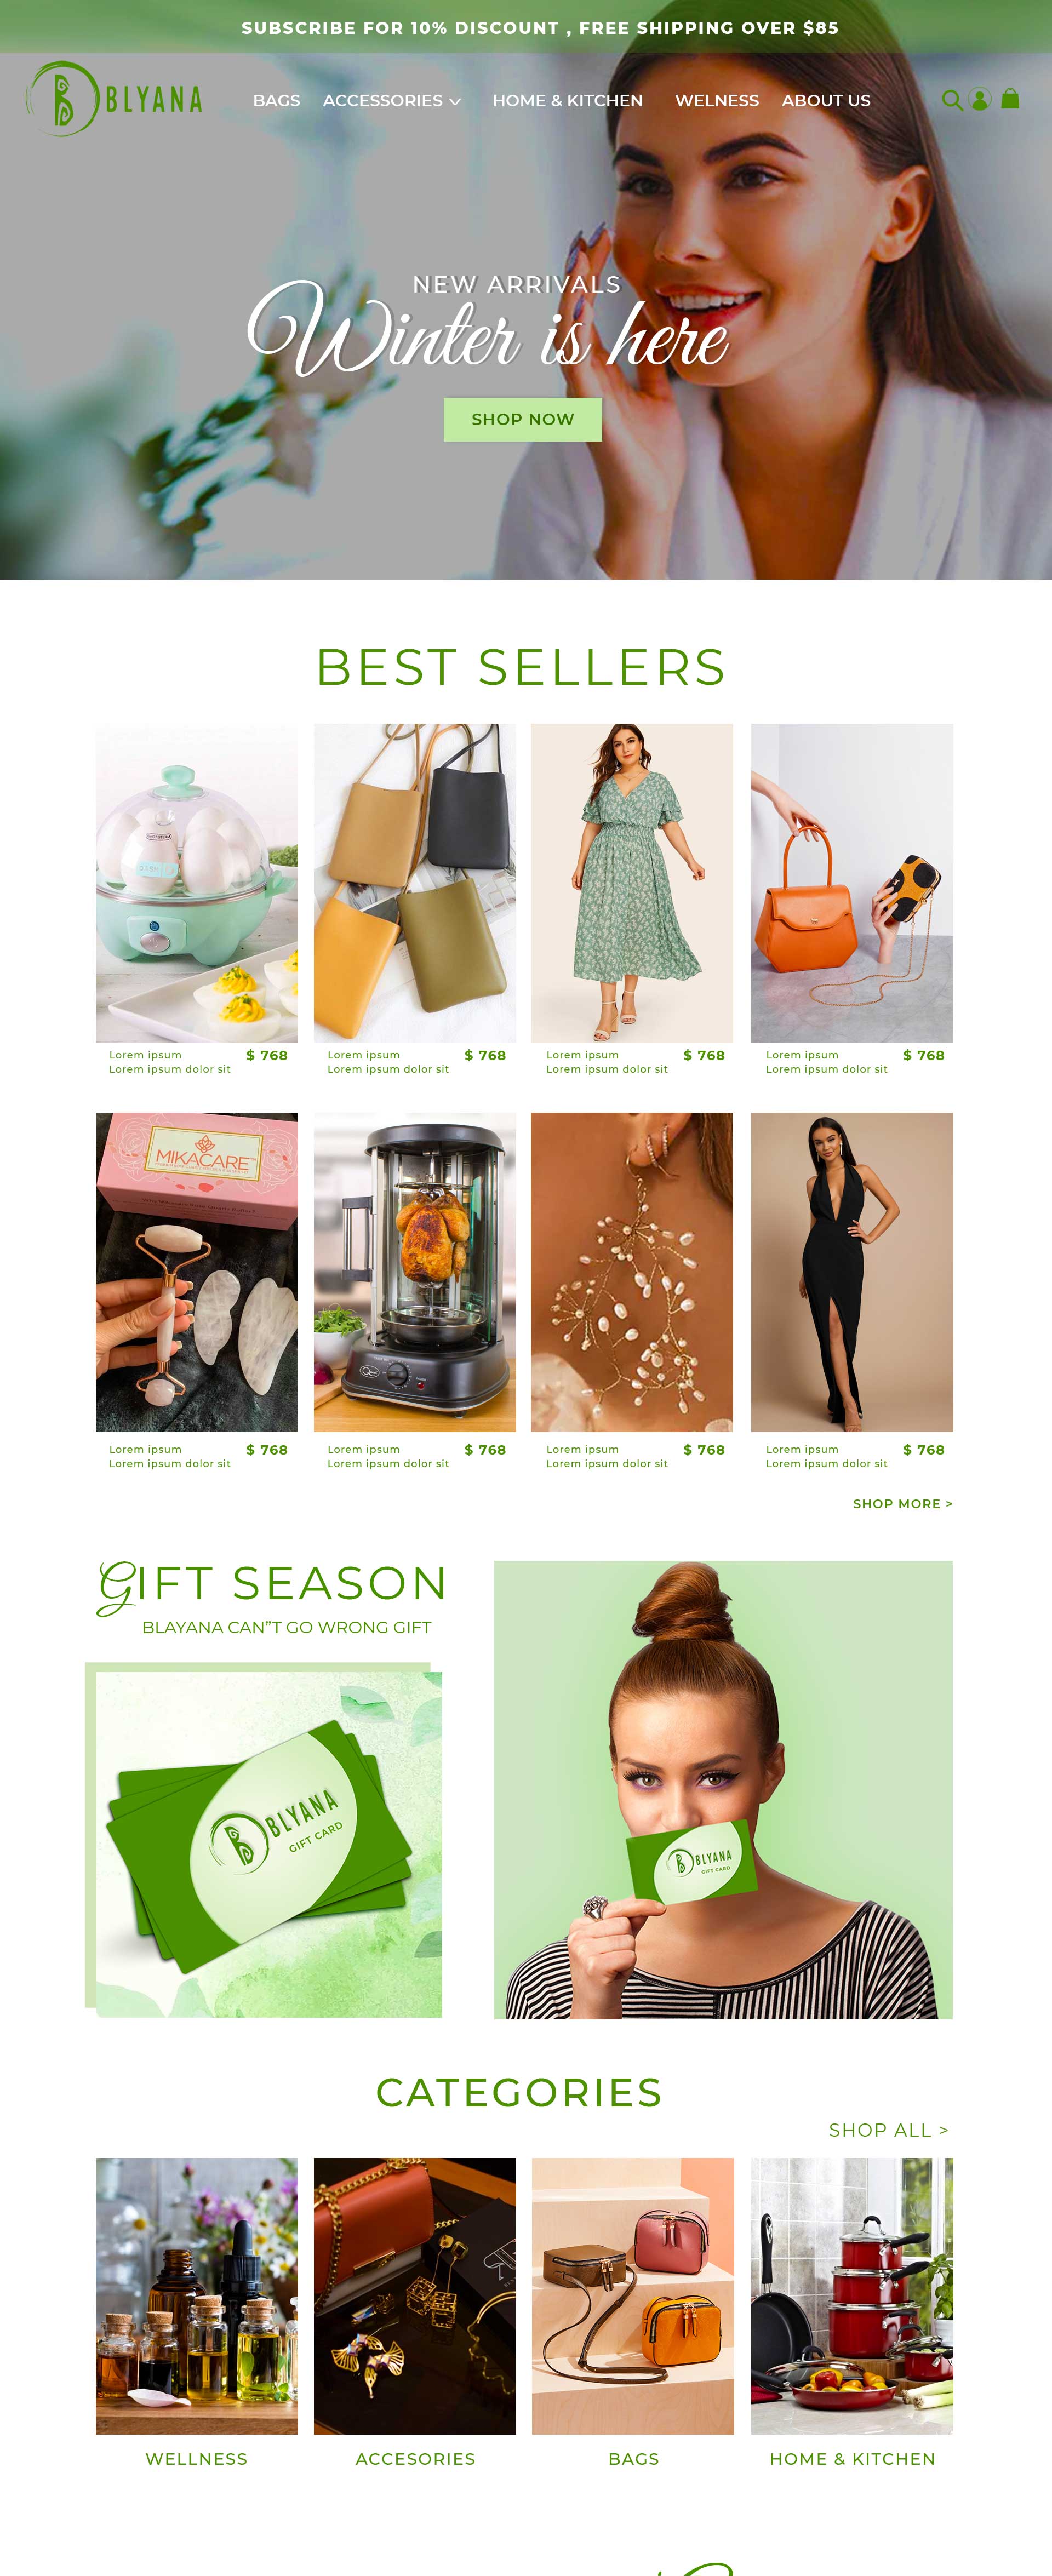 SUBSCRIBE FOR 10% DISCOUNT , FREE SHIPPING OVER $85
BLYANA
BAGS ACCESSORIES HOME & KITCHEN WELNESS ABOUT US
NEW ARRIVALS
Winter is here
SHOP NOW
BEST SELLERS
Lorem ipsum $ 768
Lorem ipsum dolor sit
Lorem ipsum $ 768
Lorem ipsum dolor sit
Lorem ipsum $ 768
Lorem ipsum dolor sit
Lorem ipsum $ 768
Lorem ipsum dolor sit
MIKACARE
Lorem ipsum $ 768
Lorem ipsum dolor sit
Lorem ipsum $ 768
Lorem ipsum dolor sit
Lorem ipsum $ 768
Lorem ipsum dolor sit
Lorem ipsum $ 768
Lorem ipsum dolor sit
SHOP MORE >
GIFT SEASON
BLAYANA CAN”T GO WRONG GIFT
BLYANA
GIFT CARD
BLYANA
GIFT CARD
CATEGORIES
SHOP ALL >
WELLNESS
ACCESORIES
BAGS
HOME & KITCHEN